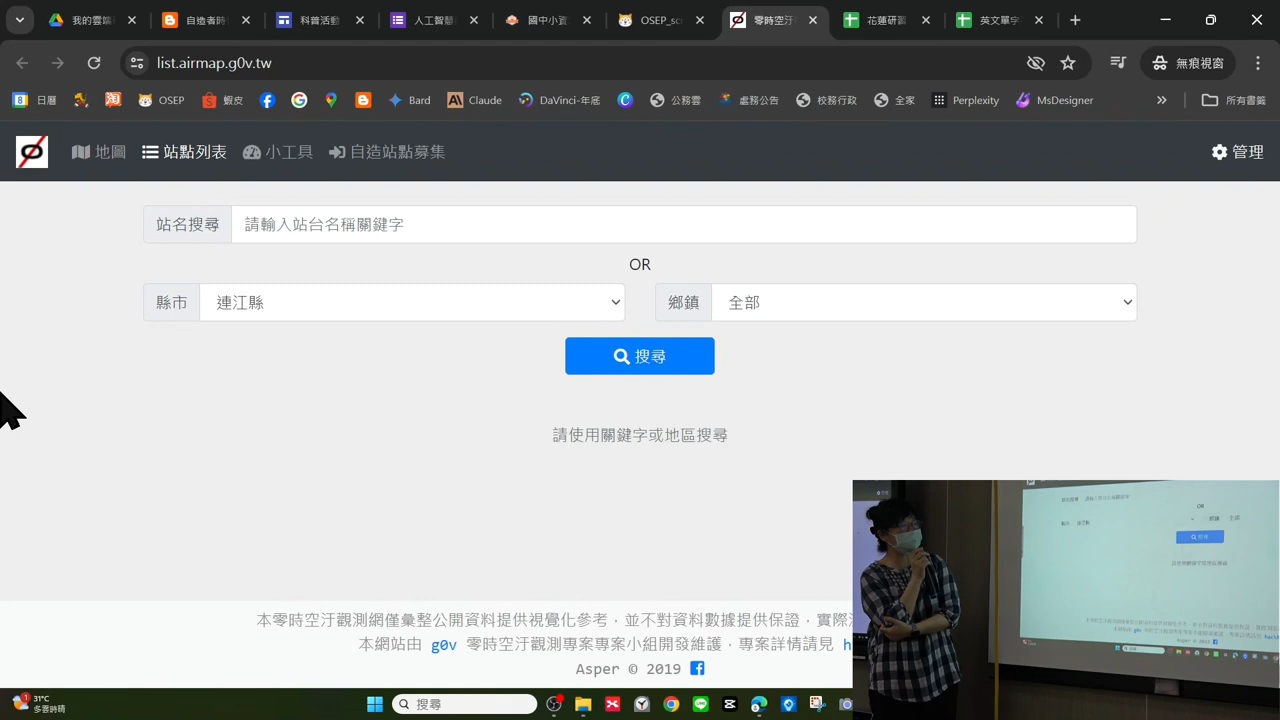 我的雲端
自造者時
科普活動
人工智慧
國中小資
OSEP_sc
零時空汙
花蓮研習
英文單字
list.airmap.g0v.tw
無痕視窗
日曆
OSEP
蝦皮
Bard
Claude
DaVinci-年底
公務雲
處務公告
校務行政
全家
Perplexity
MsDesigner
所有書籤
地圖
站點列表
小工具
自造站點募集
管理
站名搜尋
請輸入站台名稱關鍵字
OR
縣市
連江縣
鄉鎮
全部
搜尋
請使用關鍵字或地區搜尋
本零時空汙觀測網僅彙整公開資料提供視覺化參考，並不對資料數據提供保證，實際
本網站由 g0v 零時空汙觀測專案專案小組開發維護，專案詳情請見 h
Asper © 2019
31°C
多雲時晴
搜尋
OR
全部
搜尋